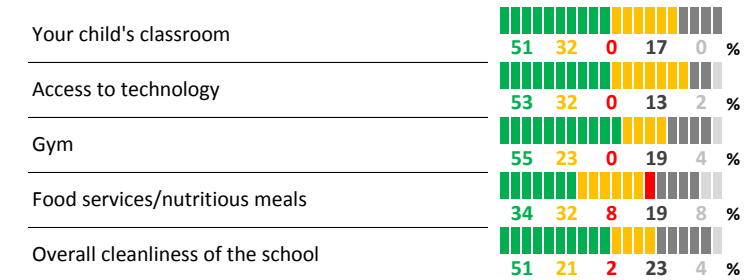 Your child's classroom
51 32 0 17 0 %
Access to technology
53 32 0 13 2 %
Gym
55 23 0 19 4 %
Food services/nutritious meals
34 32 8 19 8 %
Overall cleanliness of the school
51 21 2 23 4 %